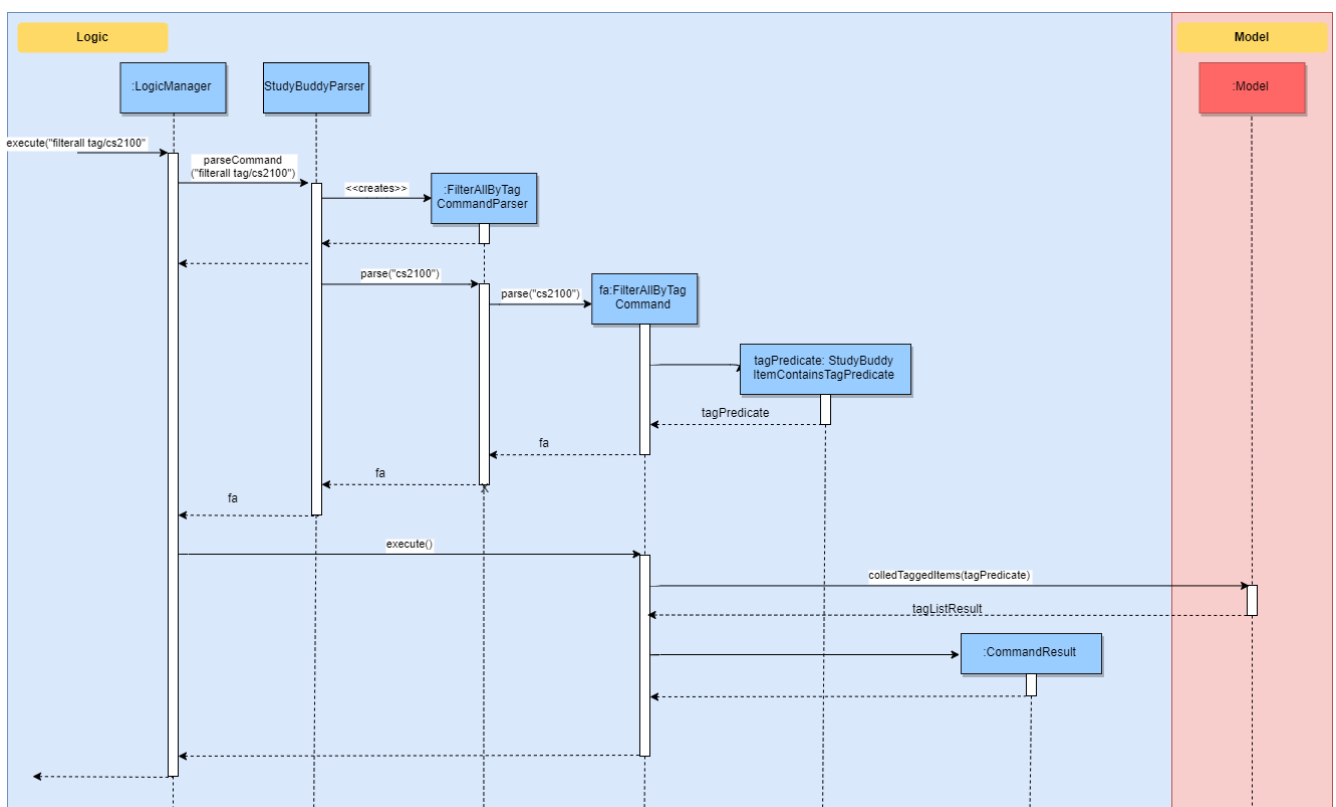 Logic
Model
:LogicManager
StudyBuddyParser
:Model
execute("filterall tag/cs2100"
parseCommand
("filterall tag/cs2100")
<<creates>>
:FilterAllByTag
CommandParser
parse("cs2100")
parse("cs2100")
fa:FilterAllByTag
Command
tagPredicate: StudyBuddy
ItemContainsTagPredicate
tagPredicate
fa
fa
fa
execute()
colledTaggedItems(tagPredicate)
tagListResult
:CommandResult